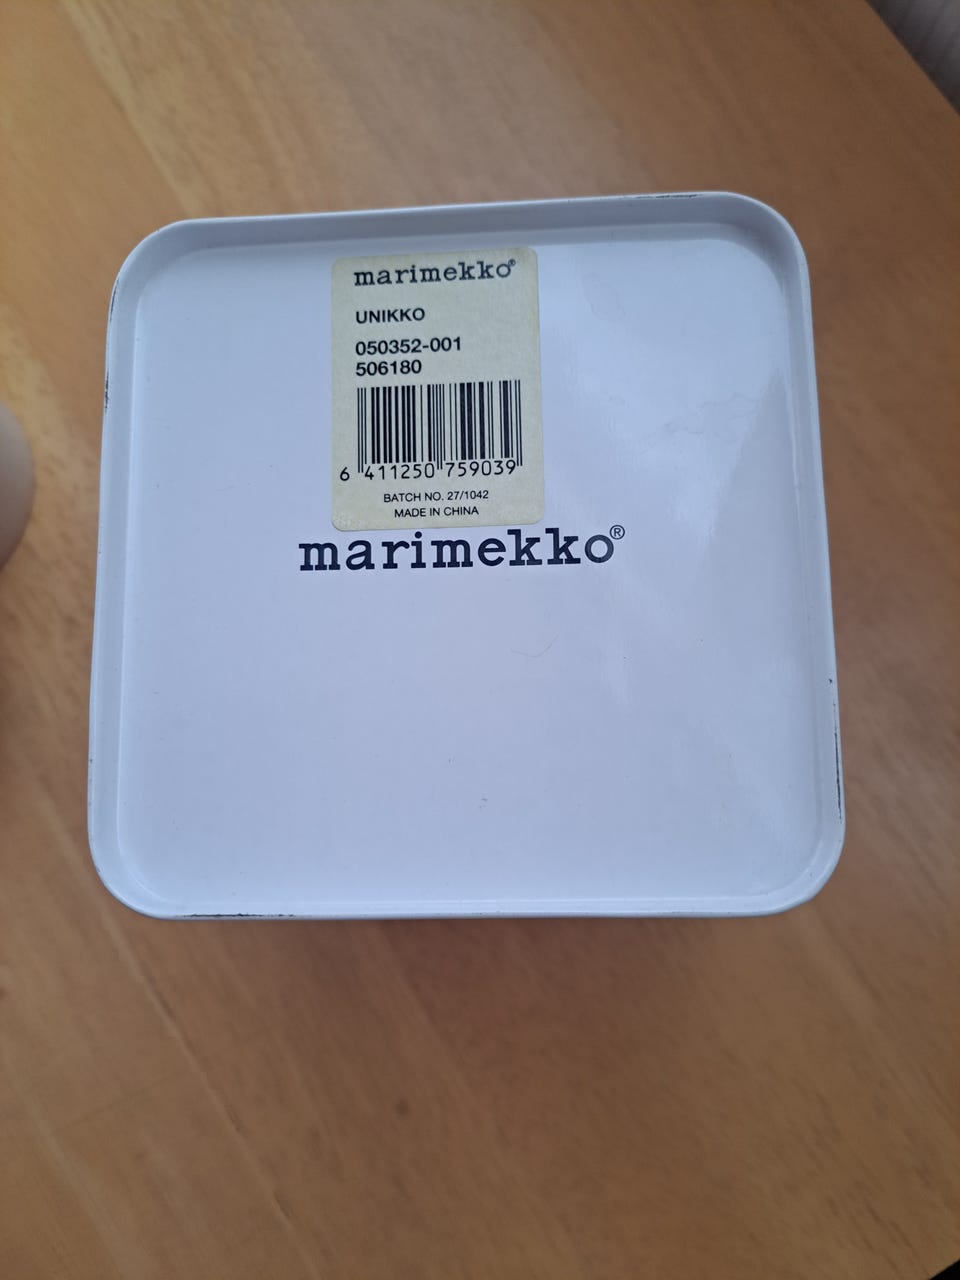 marimekko®
UNIKKO
050352-001
506180
6 411250 759039
BATCH NO. 27/1042
MADE IN CHINA
marimekko®